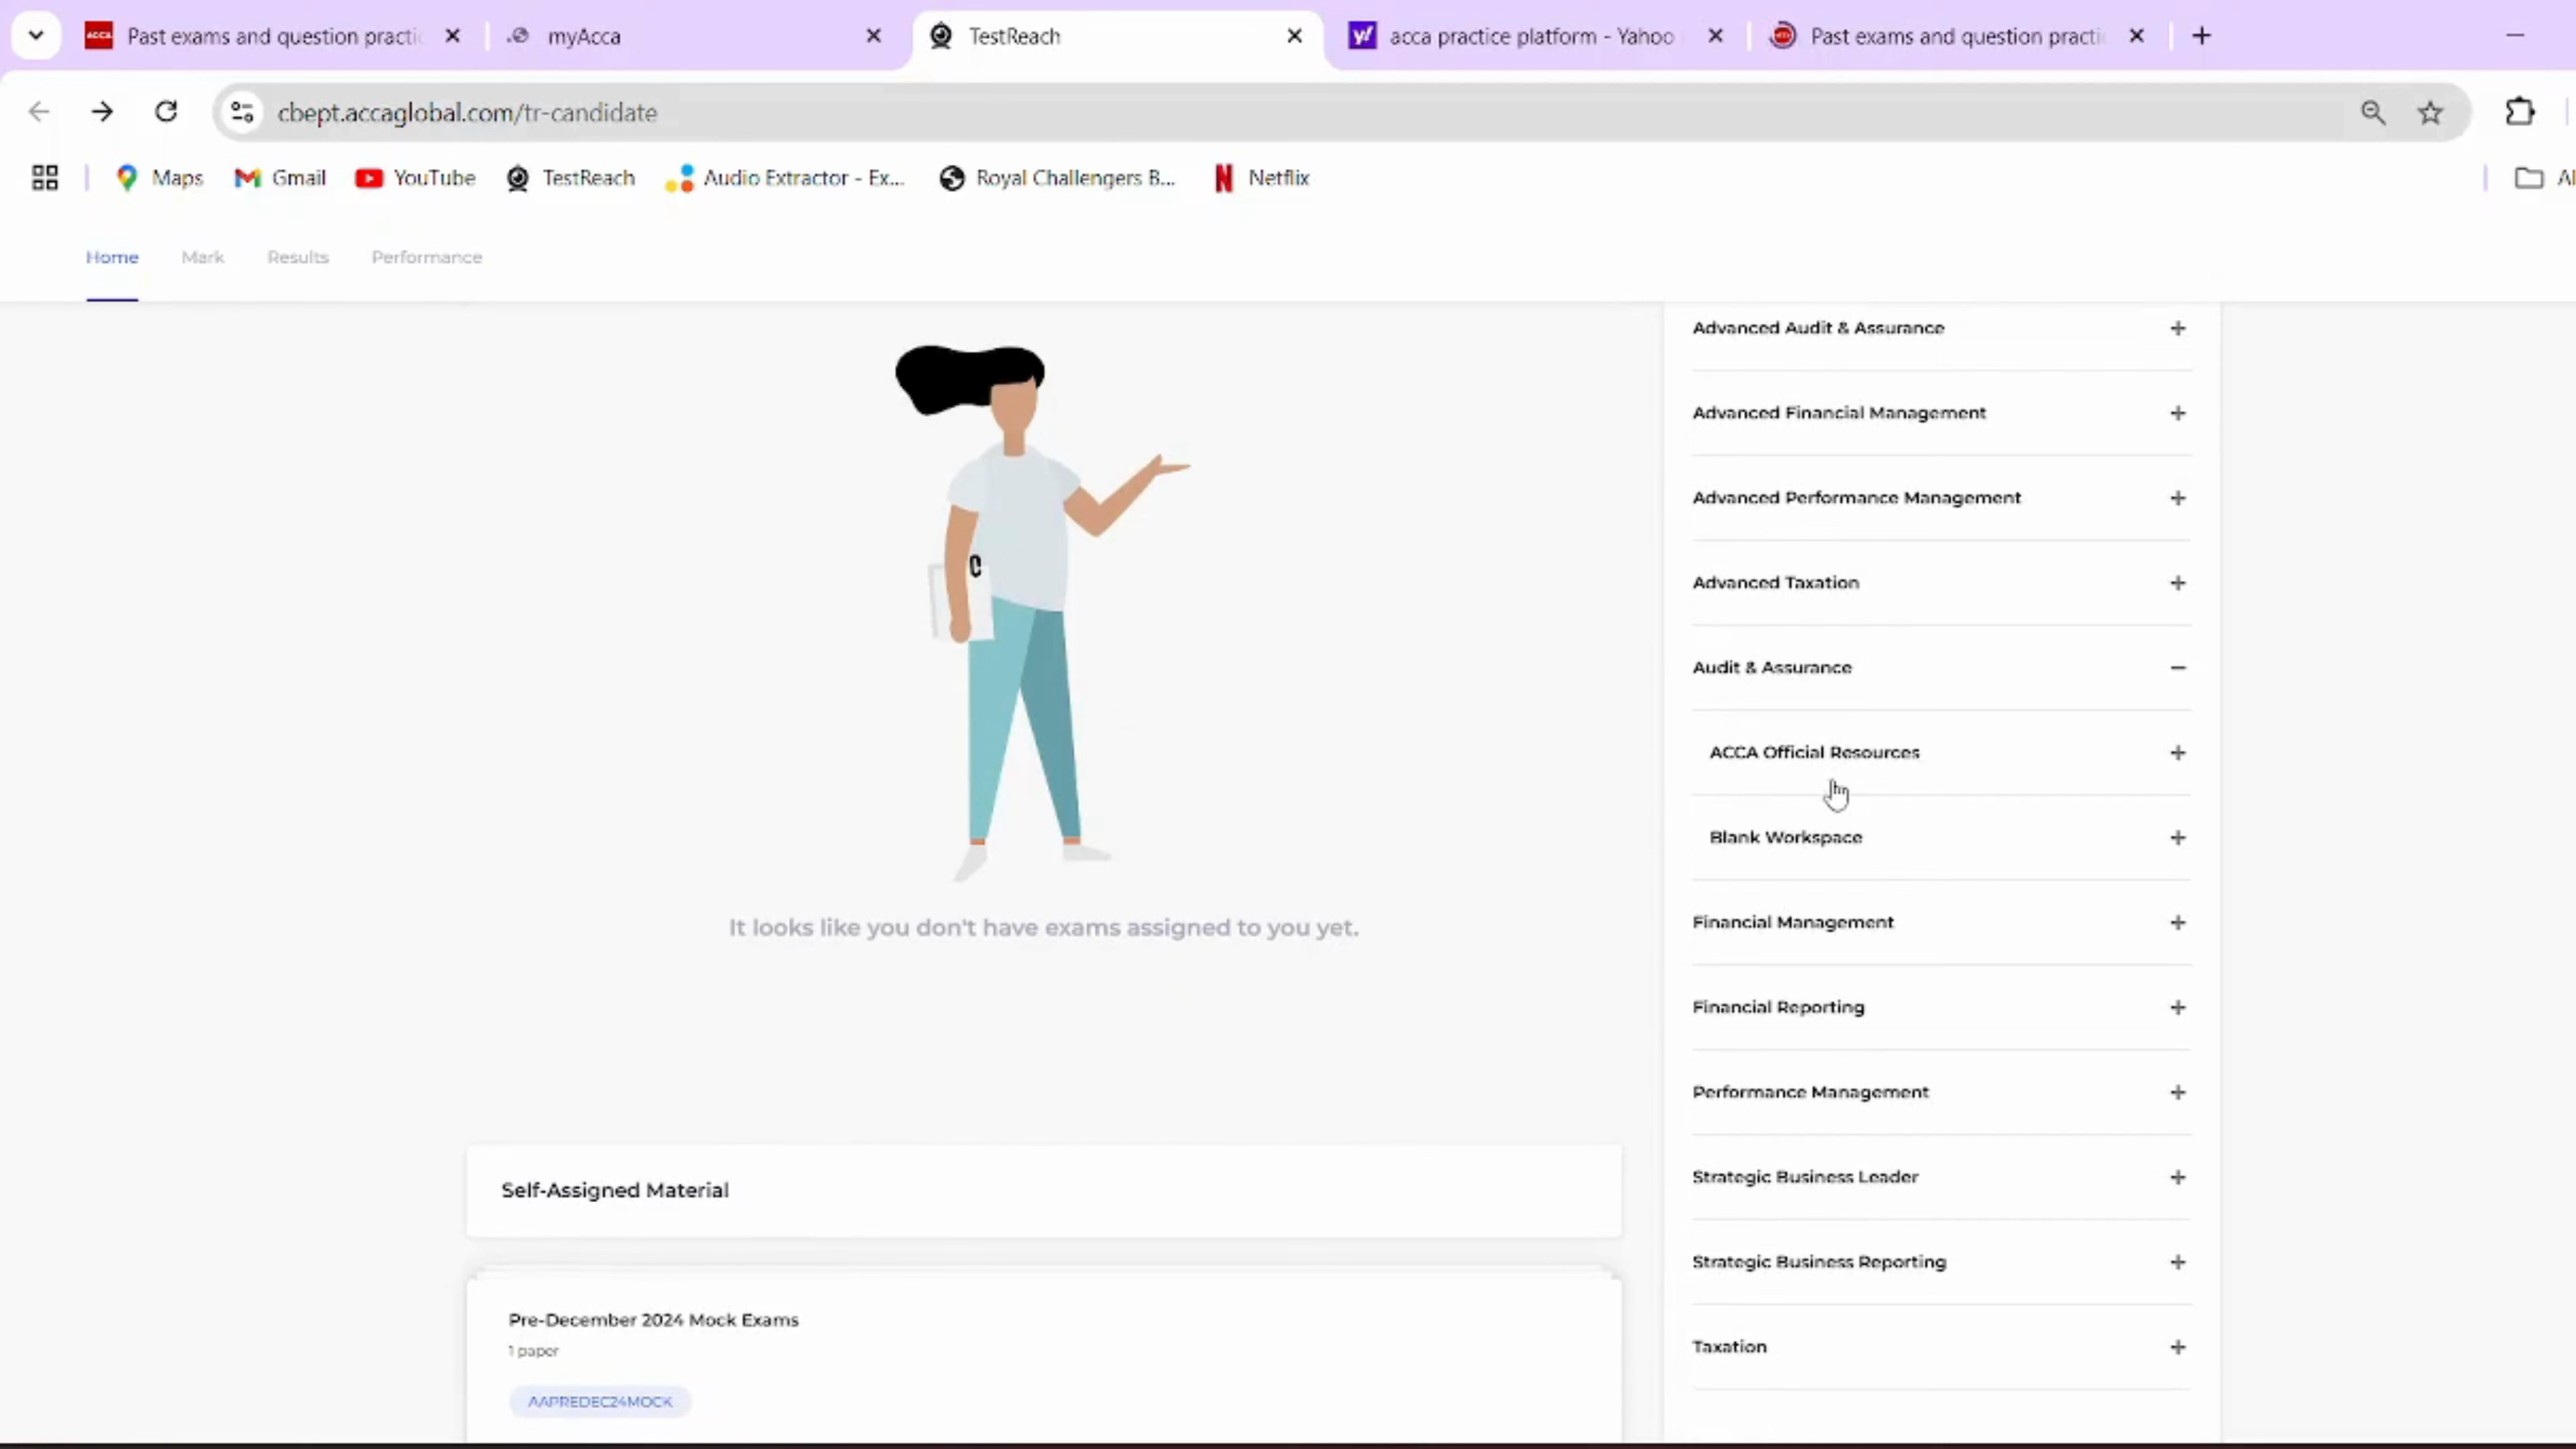 Past exams and question practi
myAcca
TestReach
acca practice platform - Yahoo
Past exams and question practi
cbept.accaglobal.com/tr-candidate
Maps
Gmail
YouTube
TestReach
Audio Extractor - Ex...
Royal Challengers B...
Netflix
Al
Home
Mark
Results
Performance
It looks like you don't have exams assigned to you yet.
Self-Assigned Material
Pre-December 2024 Mock Exams
1 paper
AAPREDEC24MOCK
Advanced Audit & Assurance
Advanced Financial Management
Advanced Performance Management
Advanced Taxation
Audit & Assurance
ACCA Official Resources
Blank Workspace
Financial Management
Financial Reporting
Performance Management
Strategic Business Leader
Strategic Business Reporting
Taxation